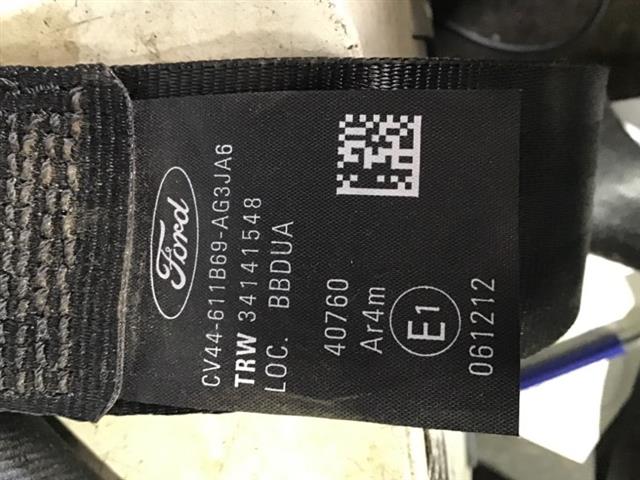 Ford
CV44-611B69-AG3JA6
TRW 34141548
LOC. BBDUA
40760
Ar4m
E1
061212